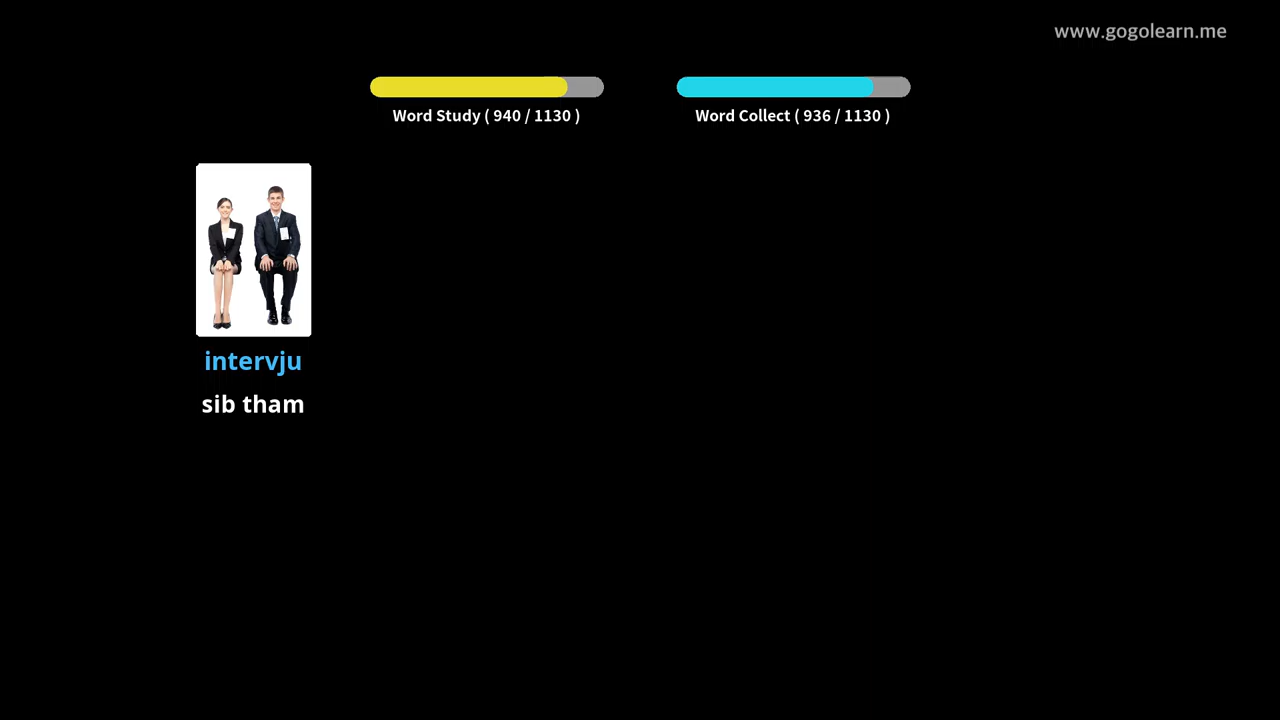 www.gogolearn.me
Word Study ( 940 / 1130 )
Word Collect ( 936 / 1130 )
intervju
sib tham